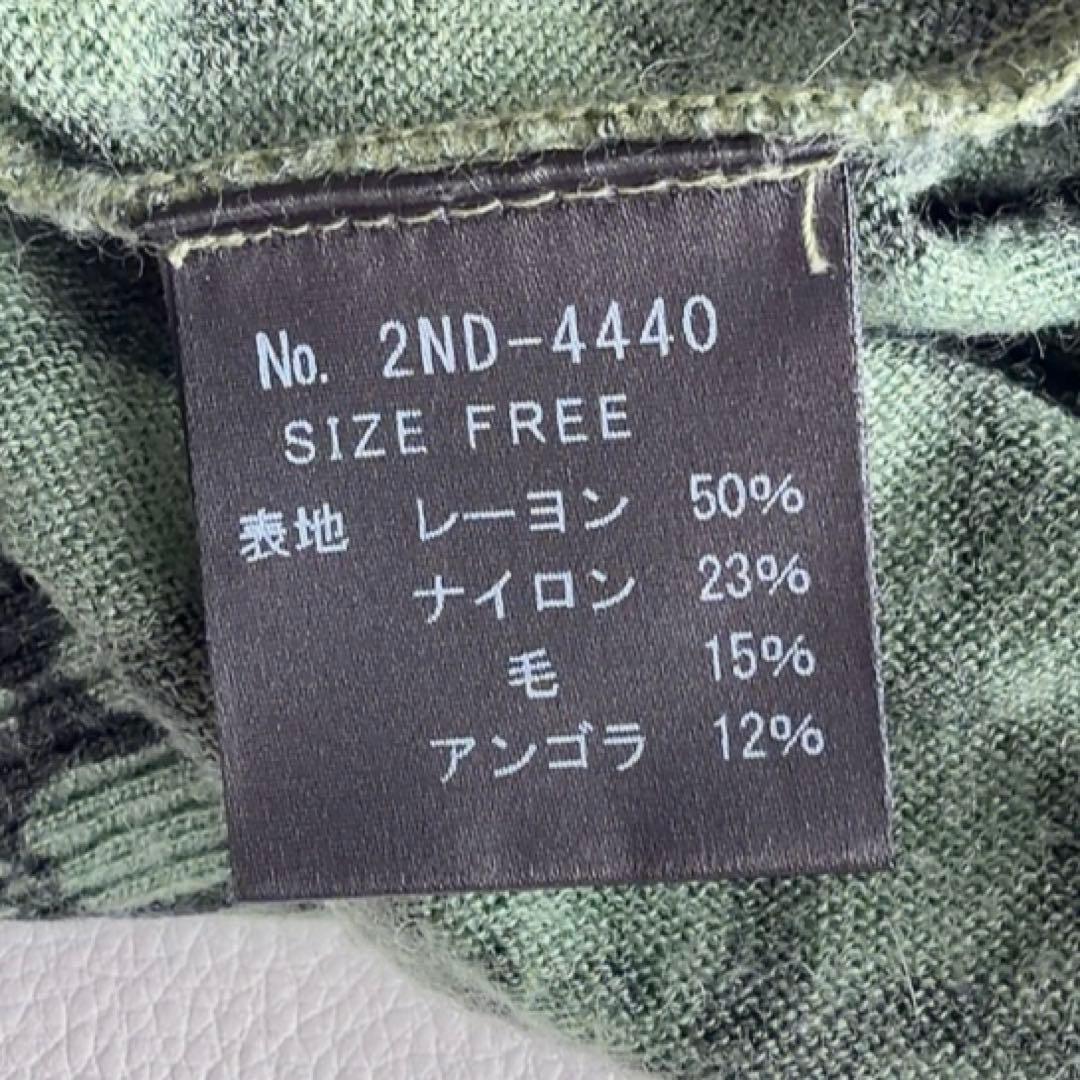 No. 2ND-4440
SIZE FREE
表地 レーヨン 50%
ナイロン 23%
毛 15%
アンゴラ 12%